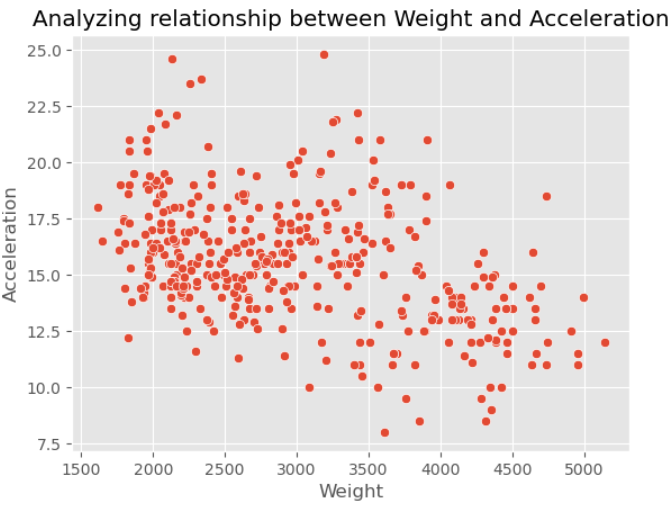 Analyzing relationship between Weight and Acceleration
25.0
22.5
20.0
17.5
15.0
12.5
10.0
7.5
Acceleration
1500 2000 2500 3000 3500 4000 4500 5000
Weight